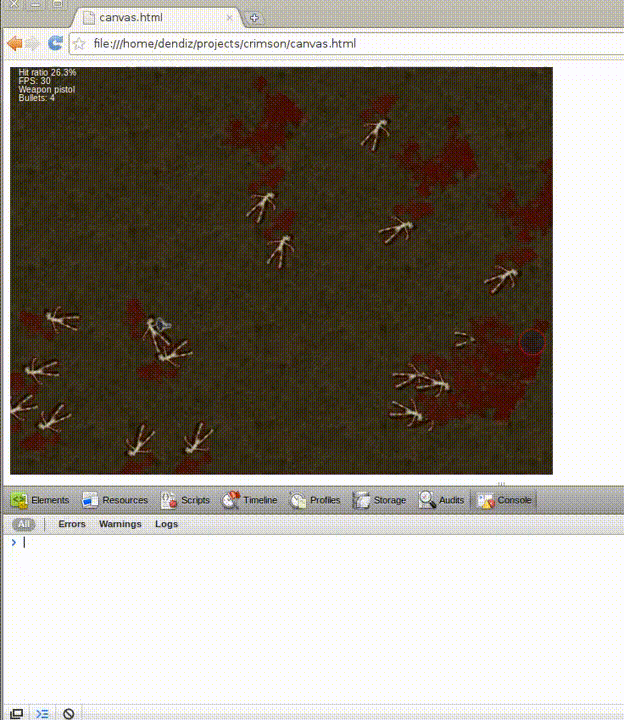 canvas.html
file:///home/dendiz/projects/crimson/canvas.html
Hit ratio 26.3%
FPS: 30
Weapon pistol
Bullets: 4
Elements Resources Scripts Timeline Profiles Storage Audits Console
All Errors Warnings Logs